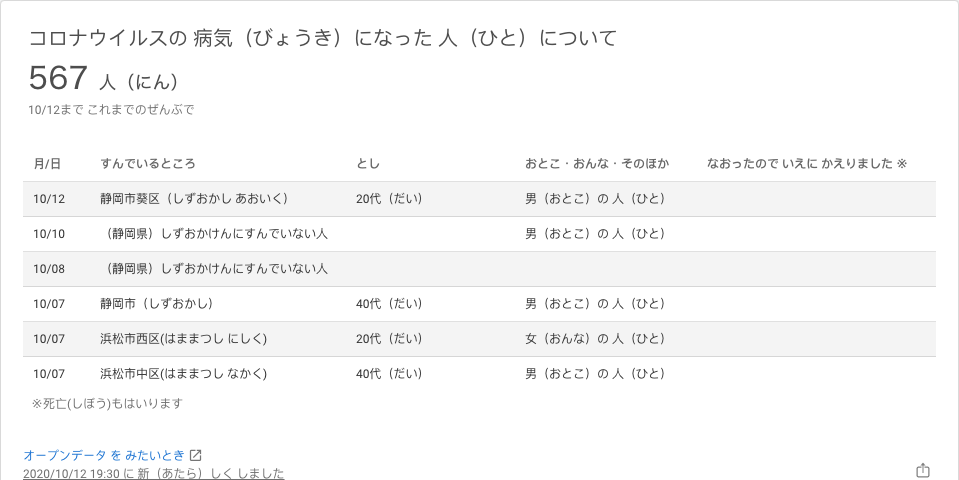 コロナウイルスの 病気（びょうき）になった 人（ひと）について
567 人（にん）
10/12まで これまでのぜんぶで
月/日 すんでいるところ とし おとこ・おんな・そのほか なおったので いえに かえりました ※
10/12 静岡市葵区（しずおかし あおいく） 20代（だい） 男（おとこ）の 人（ひと）
10/10 （静岡県）しずおかけんにすんでいない人 男（おとこ）の 人（ひと）
10/08 （静岡県）しずおかけんにすんでいない人
10/07 静岡市（しずおかし） 40代（だい） 男（おとこ）の 人（ひと）
10/07 浜松市西区(はままつし にしく) 20代（だい） 女（おんな）の 人（ひと）
10/07 浜松市中区(はままつし なかく) 40代（だい） 男（おとこ）の 人（ひと）
※死亡(しぼう)もはいります
オープンデータ を みたいとき
2020/10/12 19:30 に 新（あたら）しく しました